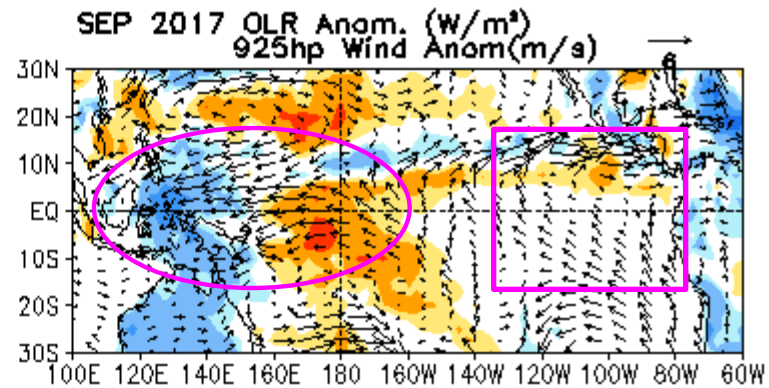 SEP 2017 OLR Anom. (W/m²)
925hp Wind Anom(m/s)
6
30N
20N
10N
EQ
10S
20S
30S
100E 120E 140E 160E 180 160W 140W 120W 100W 80W 60W